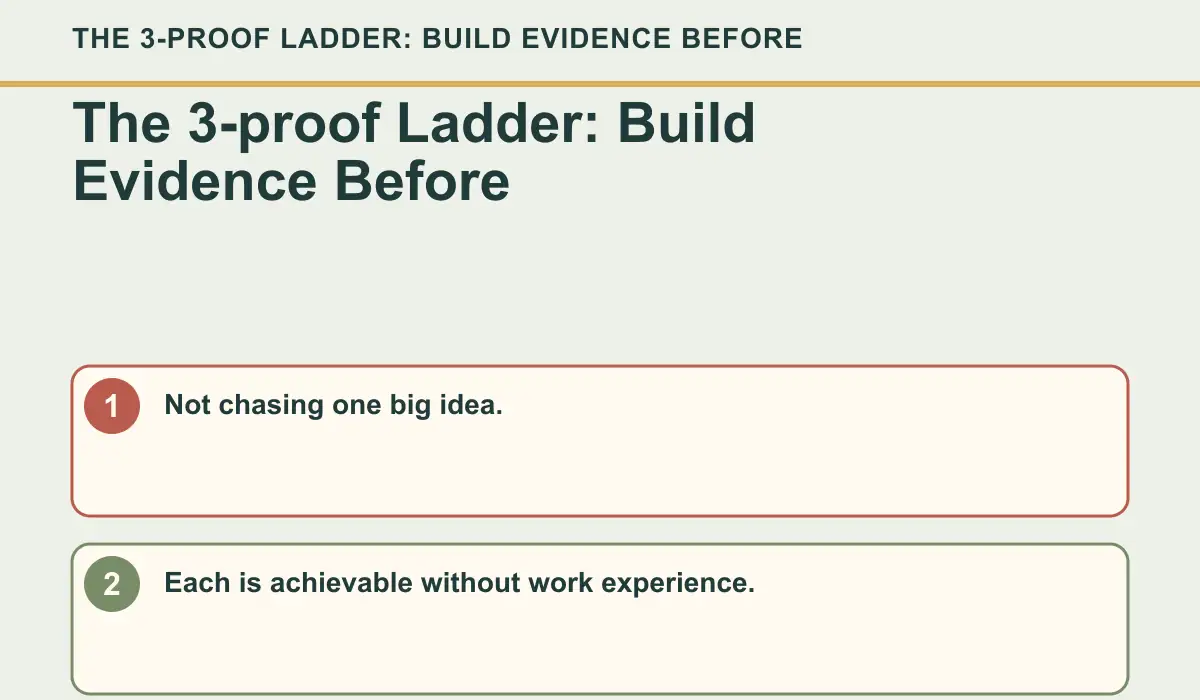 THE 3-PROOF LADDER: BUILD EVIDENCE BEFORE
The 3-proof Ladder: Build
Evidence Before
1 Not chasing one big idea.
2 Each is achievable without work experience.